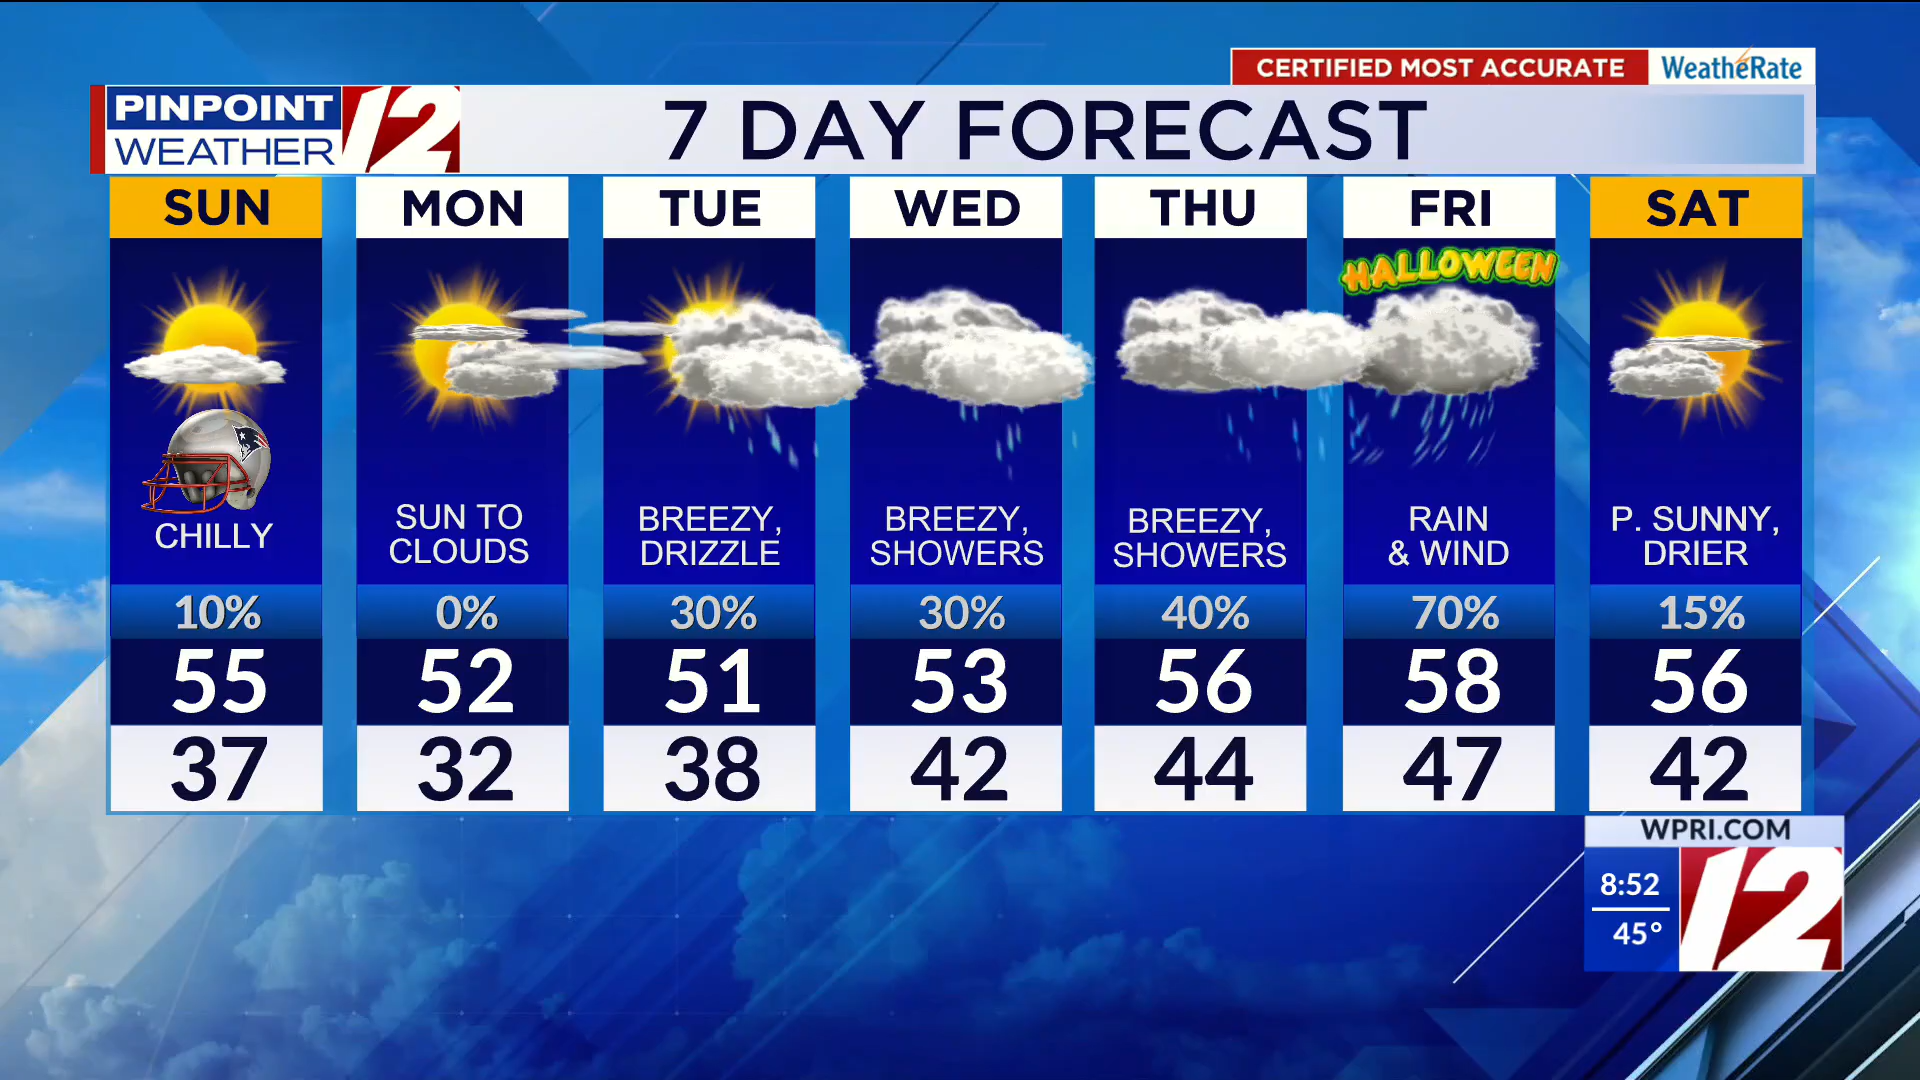 CERTIFIED MOST ACCURATE WeatheRate
PINPOINT
WEATHER 12
7 DAY FORECAST
SUN MON TUE WED THU FRI SAT
HALLOWEEN
CHILLY
SUN TO
CLOUDS
BREEZY,
DRIZZLE
BREEZY,
SHOWERS
BREEZY,
SHOWERS
RAIN
& WIND
P. SUNNY,
DRIER
10% 0% 30% 30% 40% 70% 15%
55 52 51 53 56 58 56
37 32 38 42 44 47 42
WPRI.COM
8:52
45°
12